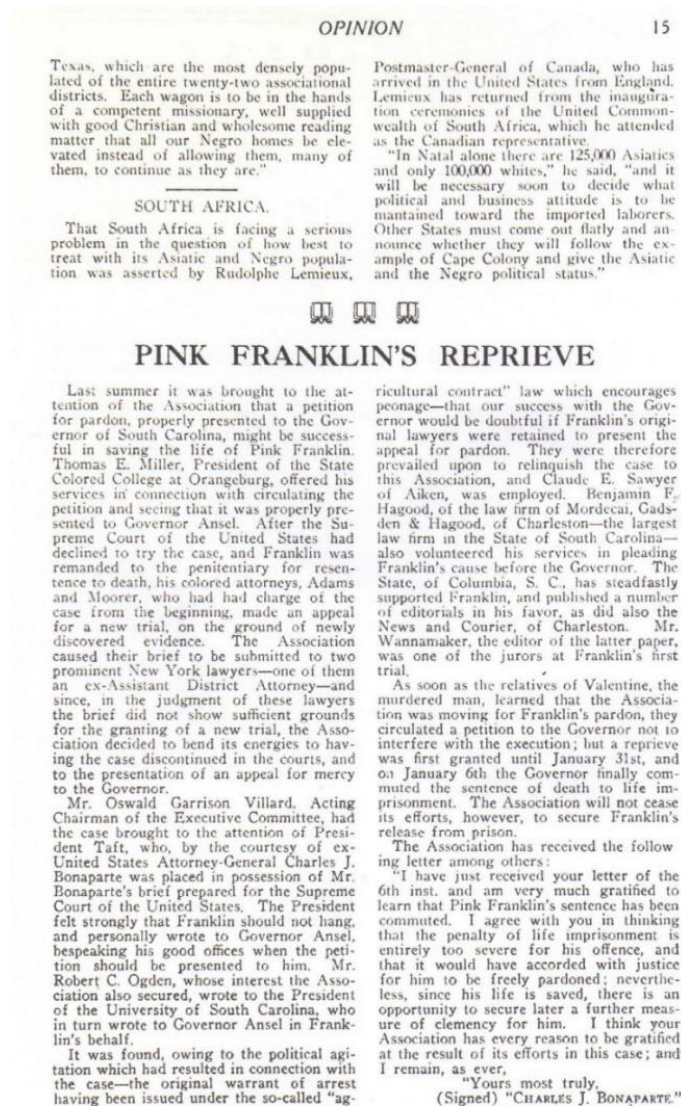 OPINION 15
Texas, which are the most densely popu-
lated of the entire twenty-two associational
districts. Each wagon is to be in the hands
of a competent missionary, well supplied
with good Christian and wholesome reading
matter that all our Negro homes be ele-
vated instead of allowing them, many of
them, to continue as they are."
SOUTH AFRICA.
That South Africa is facing a serious
problem in the question of how best to
treat with its Asiatic and Negro popula-
tion was asserted by Rudolphe Lemieux,
Postmaster-General of Canada, who has
arrived in the United States from England.
Lemieux has returned from the inaugura-
tion ceremonies of the United Common-
wealth of South Africa, which he attended
as the Canadian representative.
"In Natal alone there are 125,000 Asiatics
and only 100,000 whites," he said, "and it
will be necessary soon to decide what
political and business attitude is to be
mantained toward the imported laborers.
Other States must come out flatly and an-
nounce whether they will follow the ex-
ample of Cape Colony and give the Asiatic
and the Negro political status."
PINK FRANKLIN'S REPRIEVE
Last summer it was brought to the at-
tention of the Association that a petition
for pardon, properly presented to the Gov-
ernor of South Carolina, might be success-
ful in saving the life of Pink Franklin.
Thomas E. Miller, President of the State
Colored College at Orangeburg, offered his
services in connection with circulating the
petition and seeing that it was properly pre-
sented to Governor Ansel. After the Su-
preme Court of the United States had
declined to try the case, and Franklin was
remanded to the penitentiary for resen-
tence to death, his colored attorneys, Adams
and Moorer, who had had charge of the
case from the beginning, made an appeal
for a new trial, on the ground of newly
discovered evidence. The Association
caused their brief to be submitted to two
prominent New York lawyers—one of them
an ex-Assistant District Attorney—and
since, in the judgment of these lawyers
the brief did not show sufficient grounds
for the granting of a new trial, the Asso-
ciation decided to bend its energies to hav-
ing the case discontinued in the courts, and
to the presentation of an appeal for mercy
to the Governor.
Mr. Oswald Garrison Villard, Acting
Chairman of the Executive Committee, had
the case brought to the attention of Presi-
dent Taft, who, by the courtesy of ex-
United States Attorney-General Charles J.
Bonaparte was placed in possession of Mr.
Bonaparte's brief prepared for the Supreme
Court of the United States. The President
felt strongly that Franklin should not hang,
and personally wrote to Governor Ansel,
bespeaking his good offices when the peti-
tion should be presented to him. Mr.
Robert C. Ogden, whose interest the Asso-
ciation also secured, wrote to the President
of the University of South Carolina, who
in turn wrote to Governor Ansel in Frank-
lin's behalf.
It was found, owing to the political agi-
tation which had resulted in connection with
the case—the original warrant of arrest
having been issued under the so-called "ag-
ricultural contract" law which encourages
peonage—that our success with the Gov-
ernor would be doubtful if Franklin's origi-
nal lawyers were retained to present the
appeal for pardon. They were therefore
prevailed upon to relinquish the case to
this Association, and Claude E. Sawyer
of Aiken, was employed. Benjamin F.
Hagood, of the law firm of Mordecai, Gads-
den & Hagood, of Charleston—the largest
law firm in the State of South Carolina—
also volunteered his services in pleading
Franklin's cause before the Governor. The
State, of Columbia, S. C., has steadfastly
supported Franklin, and published a number
of editorials in his favor, as did also the
News and Courier, of Charleston. Mr.
Wannamaker, the editor of the latter paper,
was one of the jurors at Franklin's first
trial.
As soon as the relatives of Valentine, the
murdered man, learned that the Associa-
tion was moving for Franklin's pardon, they
circulated a petition to the Governor not to
interfere with the execution; but a reprieve
was first granted until January 31st, and
on January 6th the Governor finally com-
muted the sentence of death to life im-
prisonment. The Association will not cease
its efforts, however, to secure Franklin's
release from prison.
The Association has received the follow
ing letter among others:
"I have just received your letter of the
6th inst. and am very much gratified to
learn that Pink Franklin's sentence has been
commuted. I agree with you in thinking
that the penalty of life imprisonment is
entirely too severe for his offence, and
that it would have accorded with justice
for him to be freely pardoned; neverthe-
less, since his life is saved, there is an
opportunity to secure later a further meas-
ure of clemency for him. I think your
Association has every reason to be gratified
at the result of its efforts in this case; and
I remain, as ever,
"Yours most truly,
(Signed) "CHARLES J. BONAPARTE."